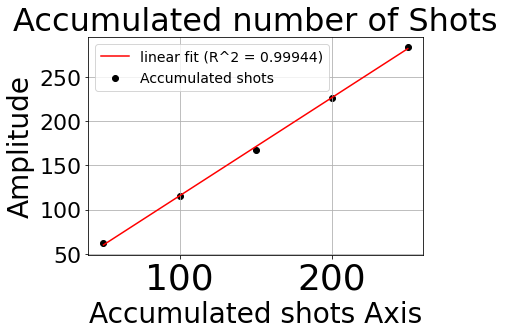 Accumulated number of Shots
linear fit (R^2 = 0.99944)
Accumulated shots
Amplitude
250
200
150
100
50
100 200
Accumulated shots Axis